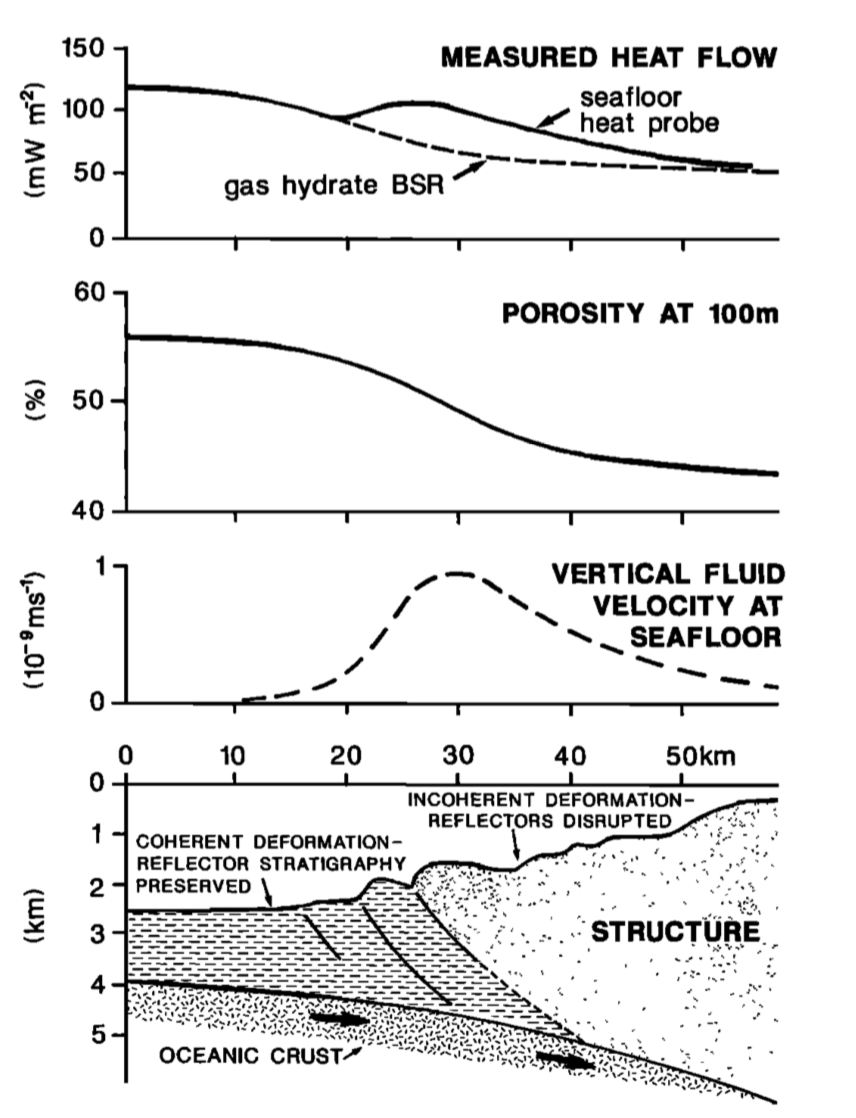 150
MEASURED HEAT FLOW
(mW m⁻²)
100
seafloor
heat probe
50
gas hydrate BSR
0
60
POROSITY AT 100m
(%)
50
40
1
VERTICAL FLUID
VELOCITY AT
SEAFLOOR
(10⁻⁹ms⁻¹)
0
0 10 20 30 40 50km
0
INCOHERENT DEFORMATION-
REFLECTORS DISRUPTED
1
COHERENT DEFORMATION-
REFLECTOR STRATIGRAPHY
PRESERVED
2
(km)
STRUCTURE
3
4
5
OCEANIC CRUST